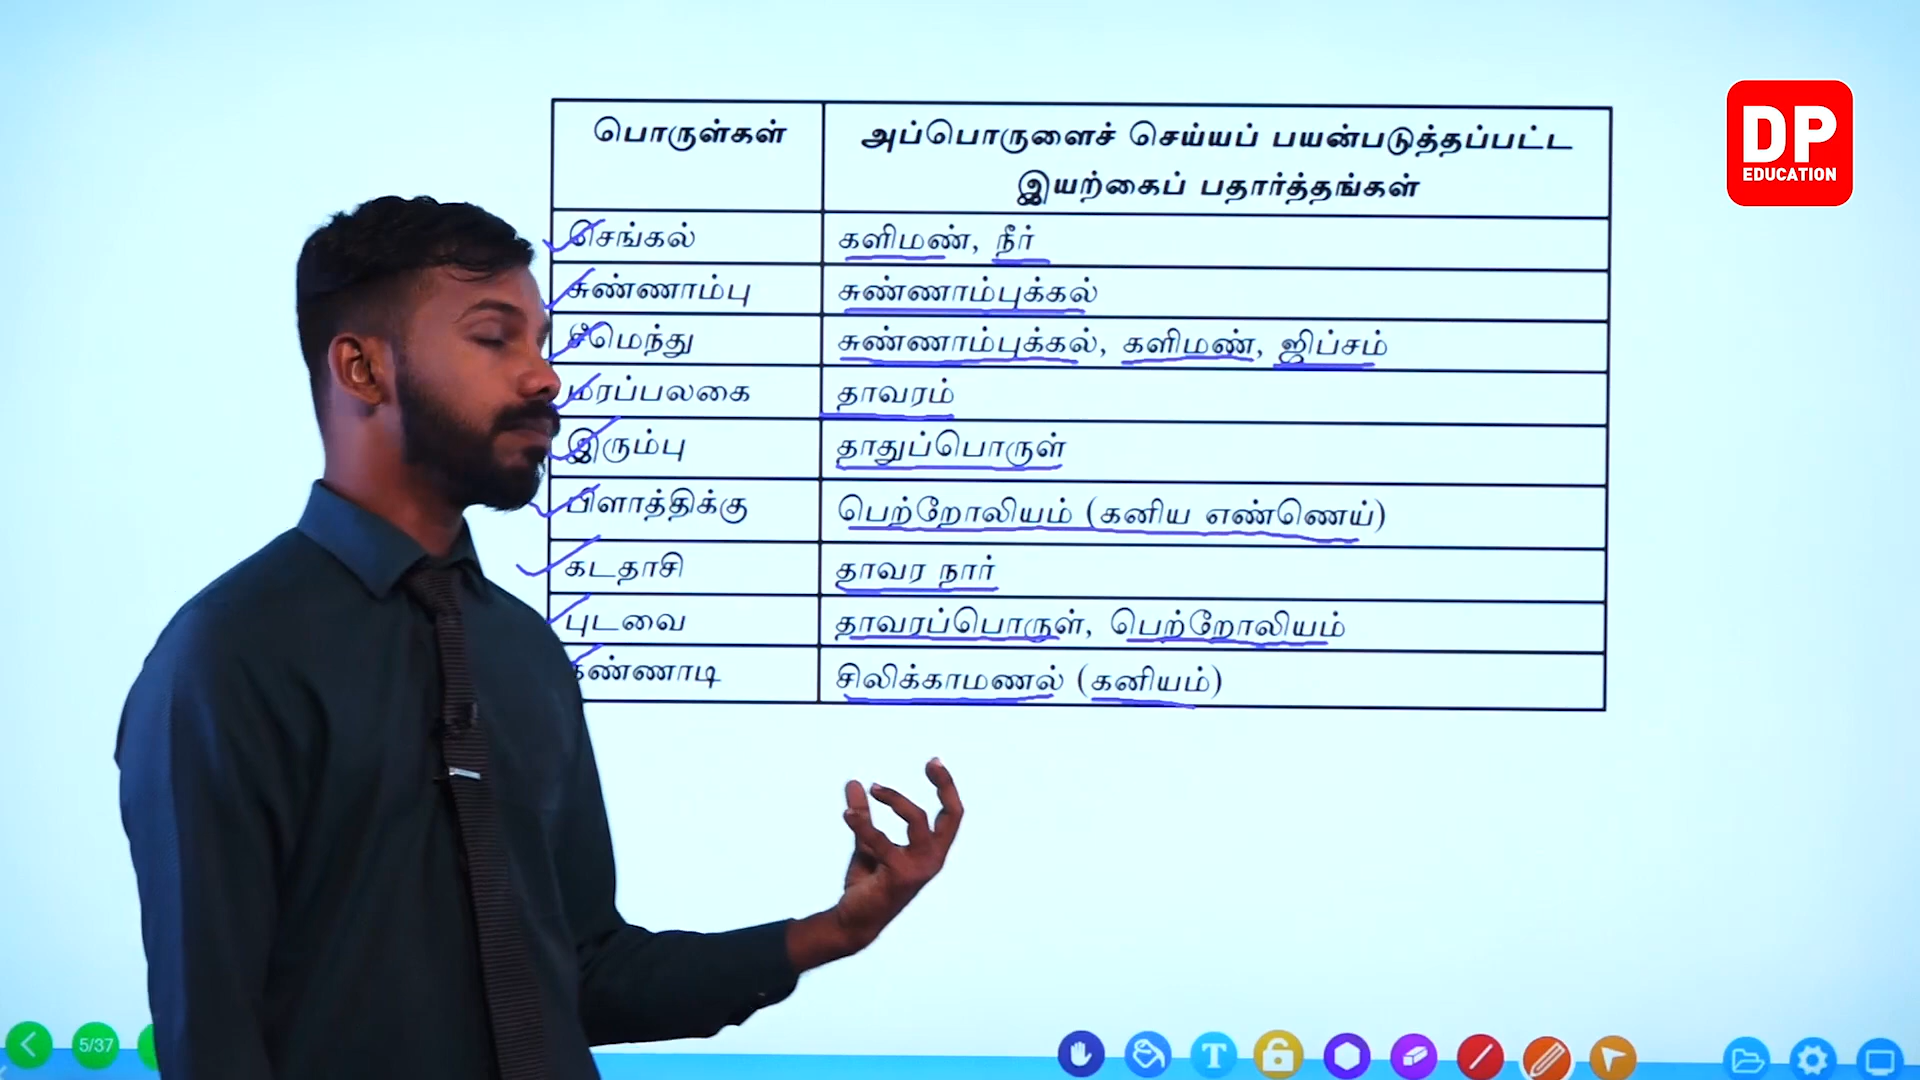 DP
EDUCATION
பொருள்கள்
அப்பொருளைச் செய்யப் பயன்படுத்தப்பட்ட
இயற்கைப் பதார்த்தங்கள்
செங்கல் களிமண், நீர்
சுண்ணாம்பு சுண்ணாம்புக்கல்
சீமெந்து சுண்ணாம்புக்கல், களிமண், ஜிப்சம்
மரப்பலகை தாவரம்
இரும்பு தாதுப்பொருள்
பிளாத்திக்கு பெற்றோலியம் (கனிய எண்ணெய்)
கடதாசி தாவர நார்
புடவை தாவரப்பொருள், பெற்றோலியம்
கண்ணாடி சிலிக்காமணல் (கனியம்)
5/37
T